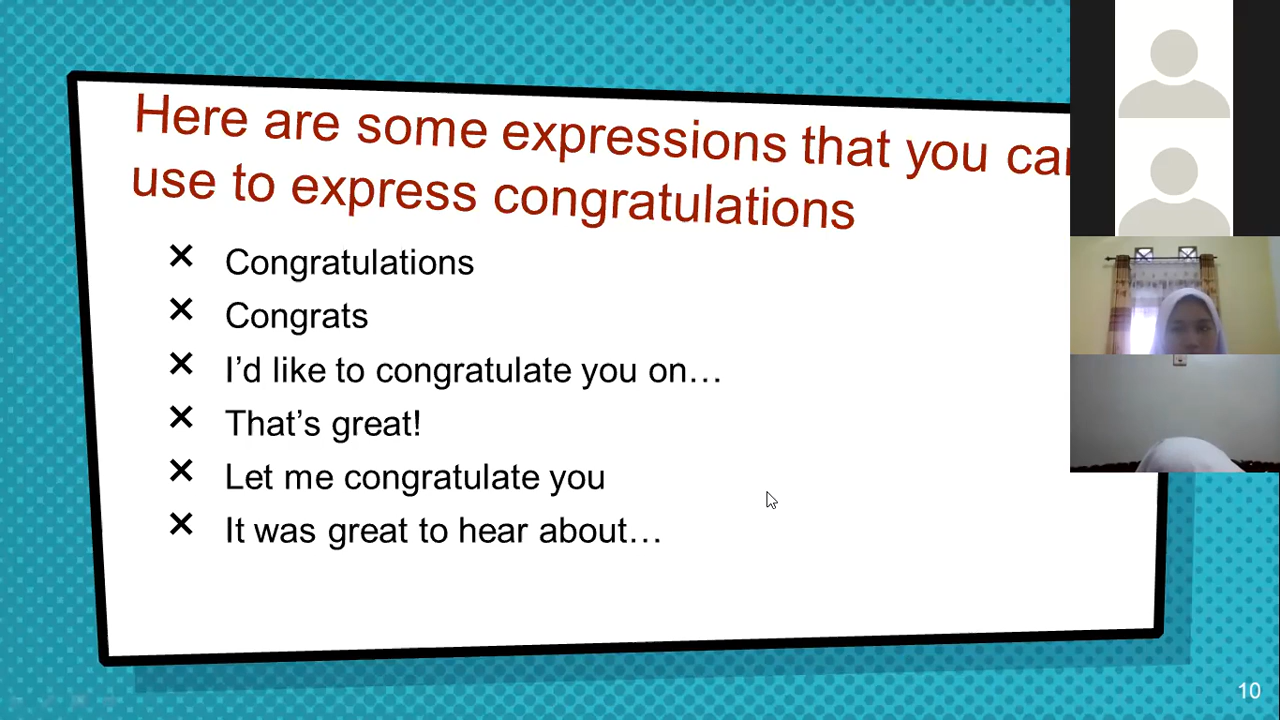 Here are some expressions that you
use to express congratulations
Congratulations
Congrats
I’d like to congratulate you on…
That’s great!
Let me congratulate you
It was great to hear about…
10